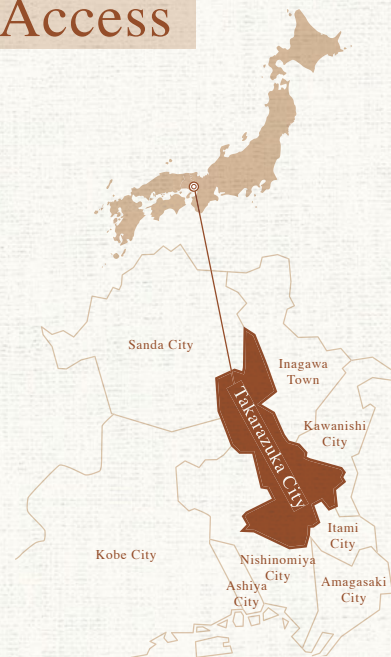 Access
Sanda City
Inagawa
Town
Takarazuka City
Kawanishi
City
Itami
City
Kobe City
Nishinomiya
City
Ashiya
City
Amagasaki
City